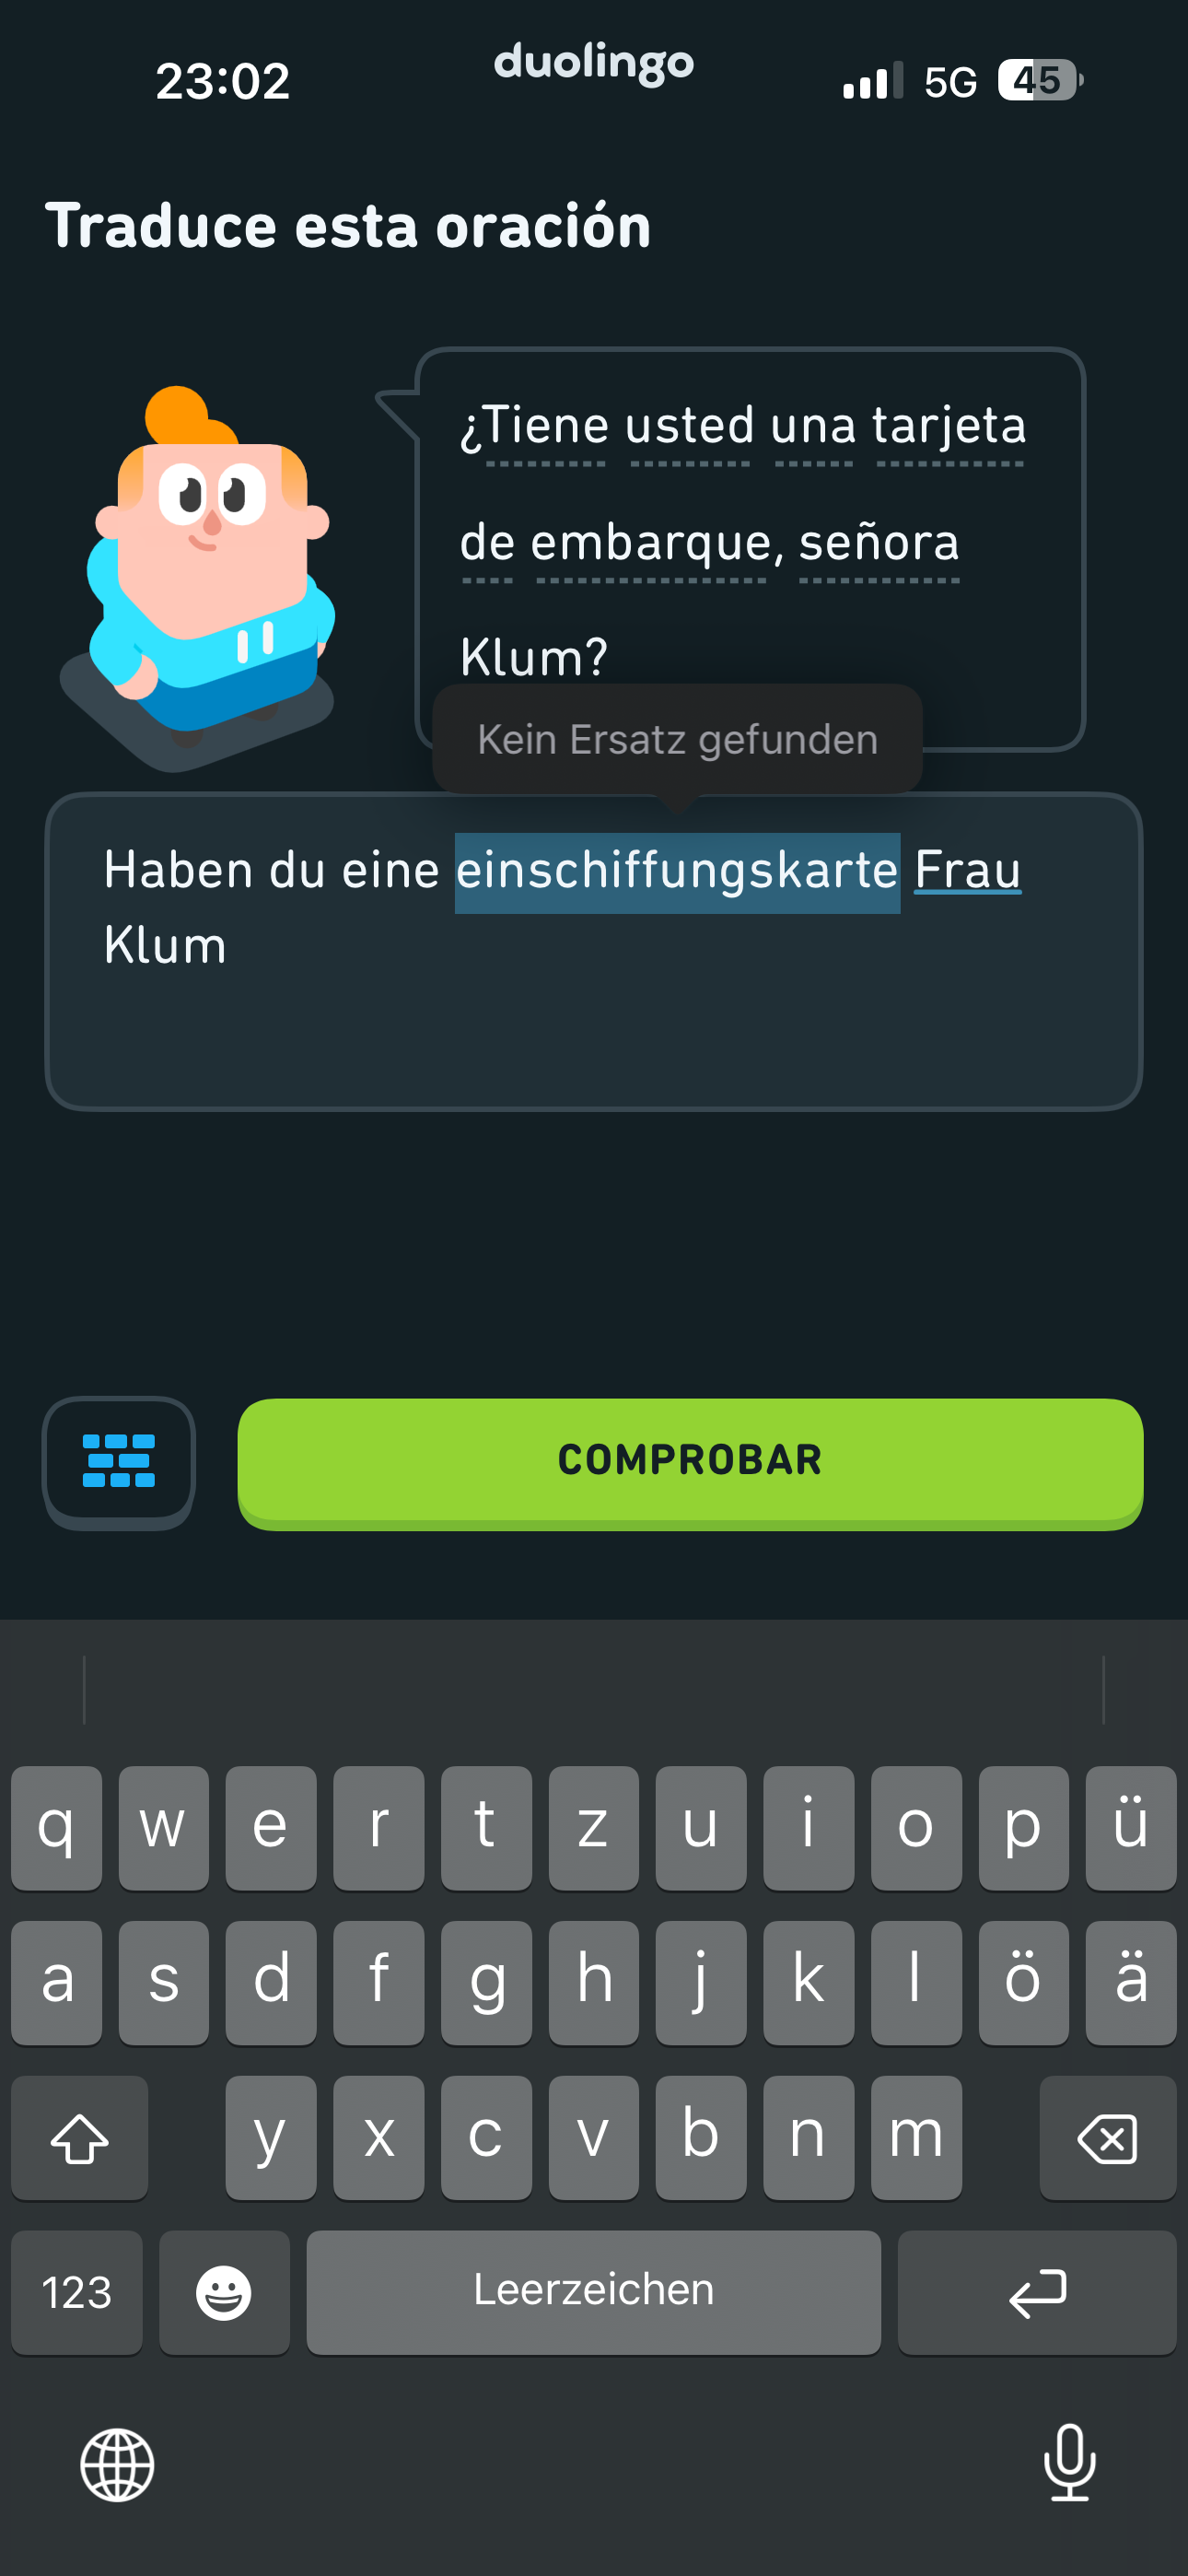 23:02
duolingo
5G
45
Traduce esta oración
¿Tiene usted una tarjeta
de embarque, señora
Klum?
Kein Ersatz gefunden
Haben du eine einschiffungskarte Frau
Klum
COMPROBAR
q w e r t z u i o p ü
a s d f g h j k l ö ä
y x c v b n m
123
Leerzeichen